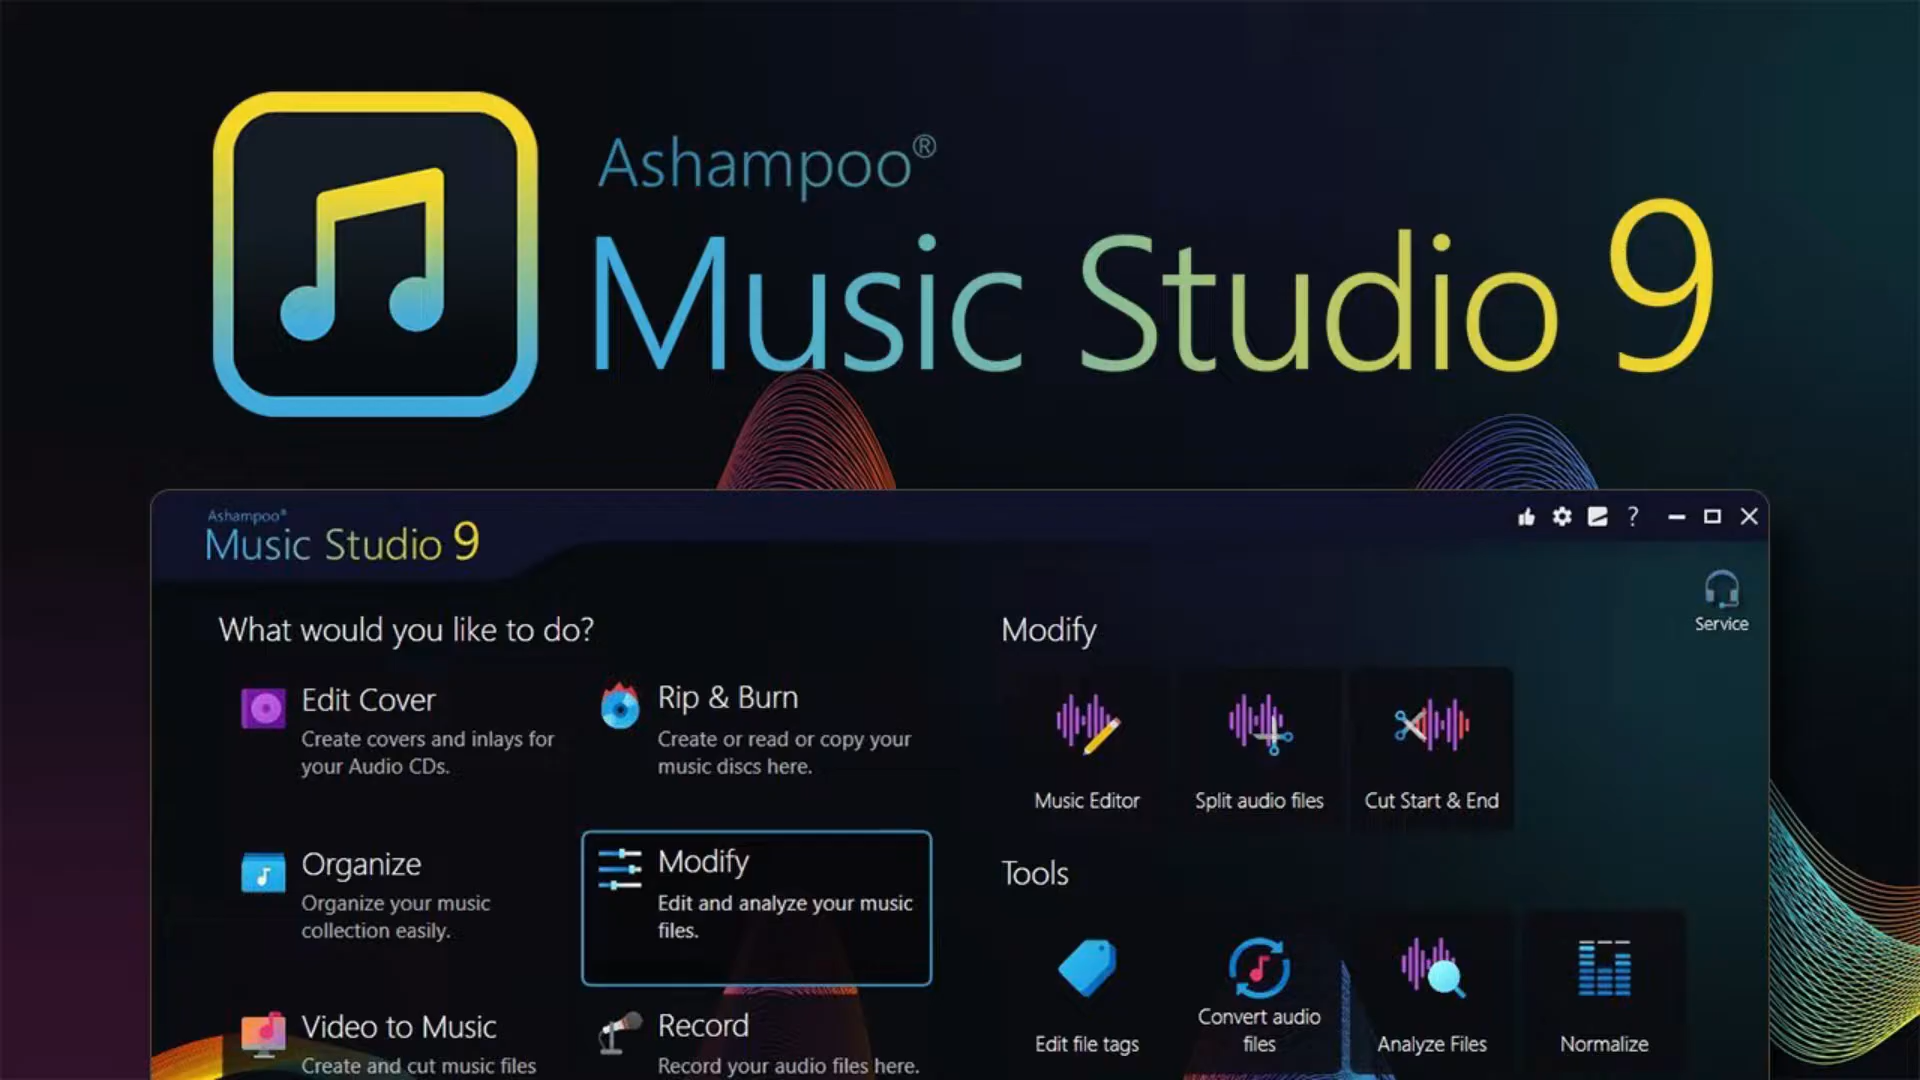 Ashampoo®
Music Studio 9
Ashampoo®
Music Studio 9
?
Service
What would you like to do?
Edit Cover
Create covers and inlays for
your Audio CDs.
Rip & Burn
Create or read or copy your
music discs here.
Organize
Organize your music
collection easily.
Modify
Edit and analyze your music
files.
Video to Music
Create and cut music files
Record
Record your audio files here.
Modify
Music Editor
Split audio files
Cut Start & End
Tools
Edit file tags
Convert audio
files
Analyze Files
Normalize